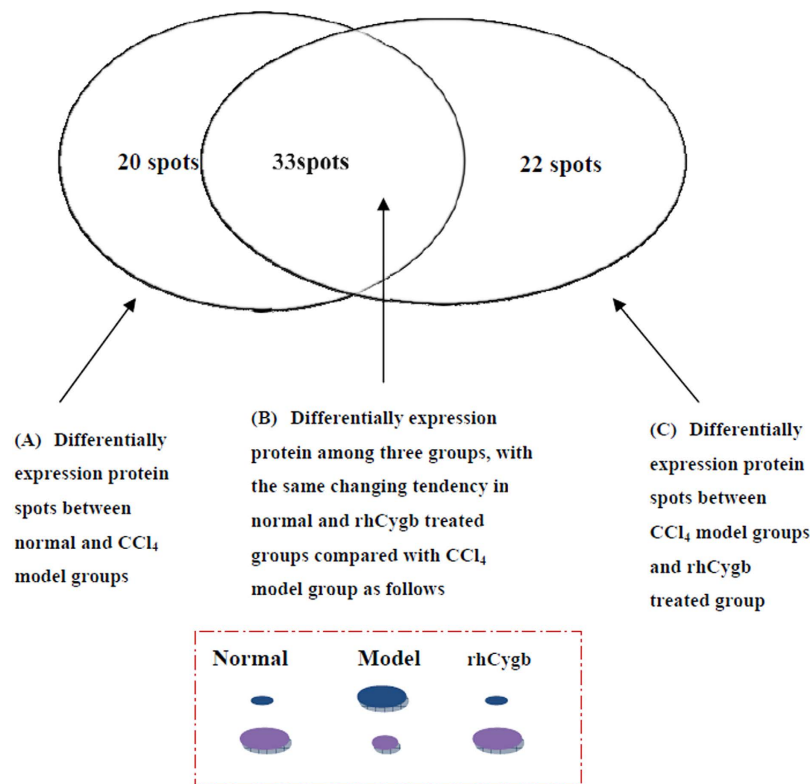 20 spots
33spots
22 spots
(A) Differentially
expression protein
spots between
normal and CCl₄
model groups
(B) Differentially expression
protein among three groups, with
the same changing tendency in
normal and rhCygb treated
groups compared with CCl₄
model group as follows
(C) Differentially
expression protein
spots between
CCl₄ model groups
and rhCygb
treated group
Normal Model rhCygb